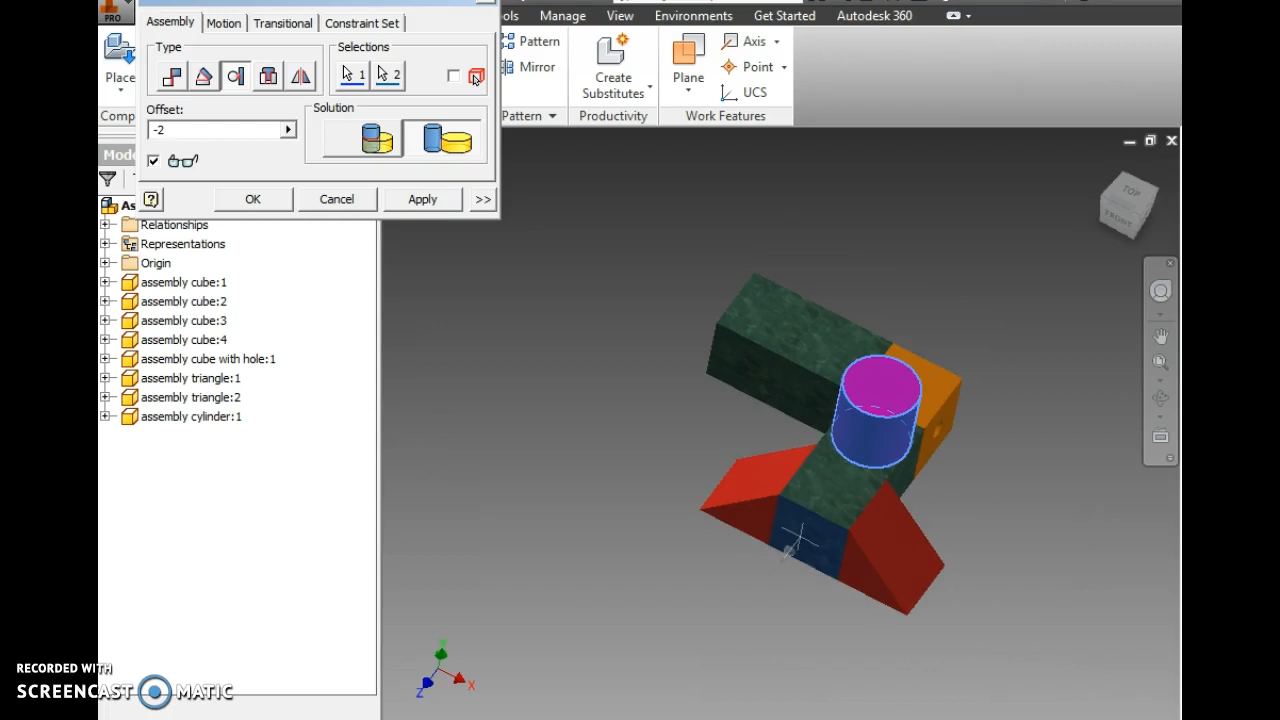 PRO
Assembly Motion Transitional Constraint Set
ols Manage View Environments Get Started Autodesk 360
Type Selections
1 2
Offset: Solution
-2
? OK Cancel Apply >>
Place
Comp
Pattern
Mirror
Pattern
Create
Substitutes
Productivity
Plane
Axis
Point
UCS
Work Features
Mode
As
Relationships
Representations
Origin
assembly cube:1
assembly cube:2
assembly cube:3
assembly cube:4
assembly cube with hole:1
assembly triangle:1
assembly triangle:2
assembly cylinder:1
TOP
FRONT
Y
X
Z
RECORDED WITH
SCREENCAST MATIC